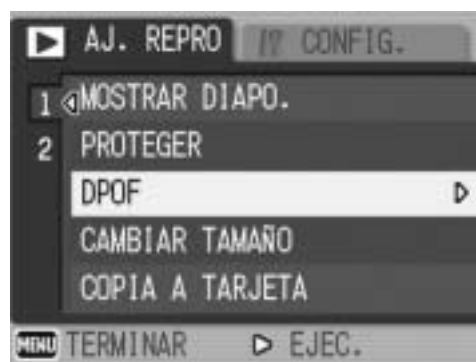 AJ. REPRO CONFIG.
1 MOSTRAR DIAPO.
2 PROTEGER
DPOF
CAMBIAR TAMAÑO
COPIA A TARJETA
MENU TERMINAR EJEC.